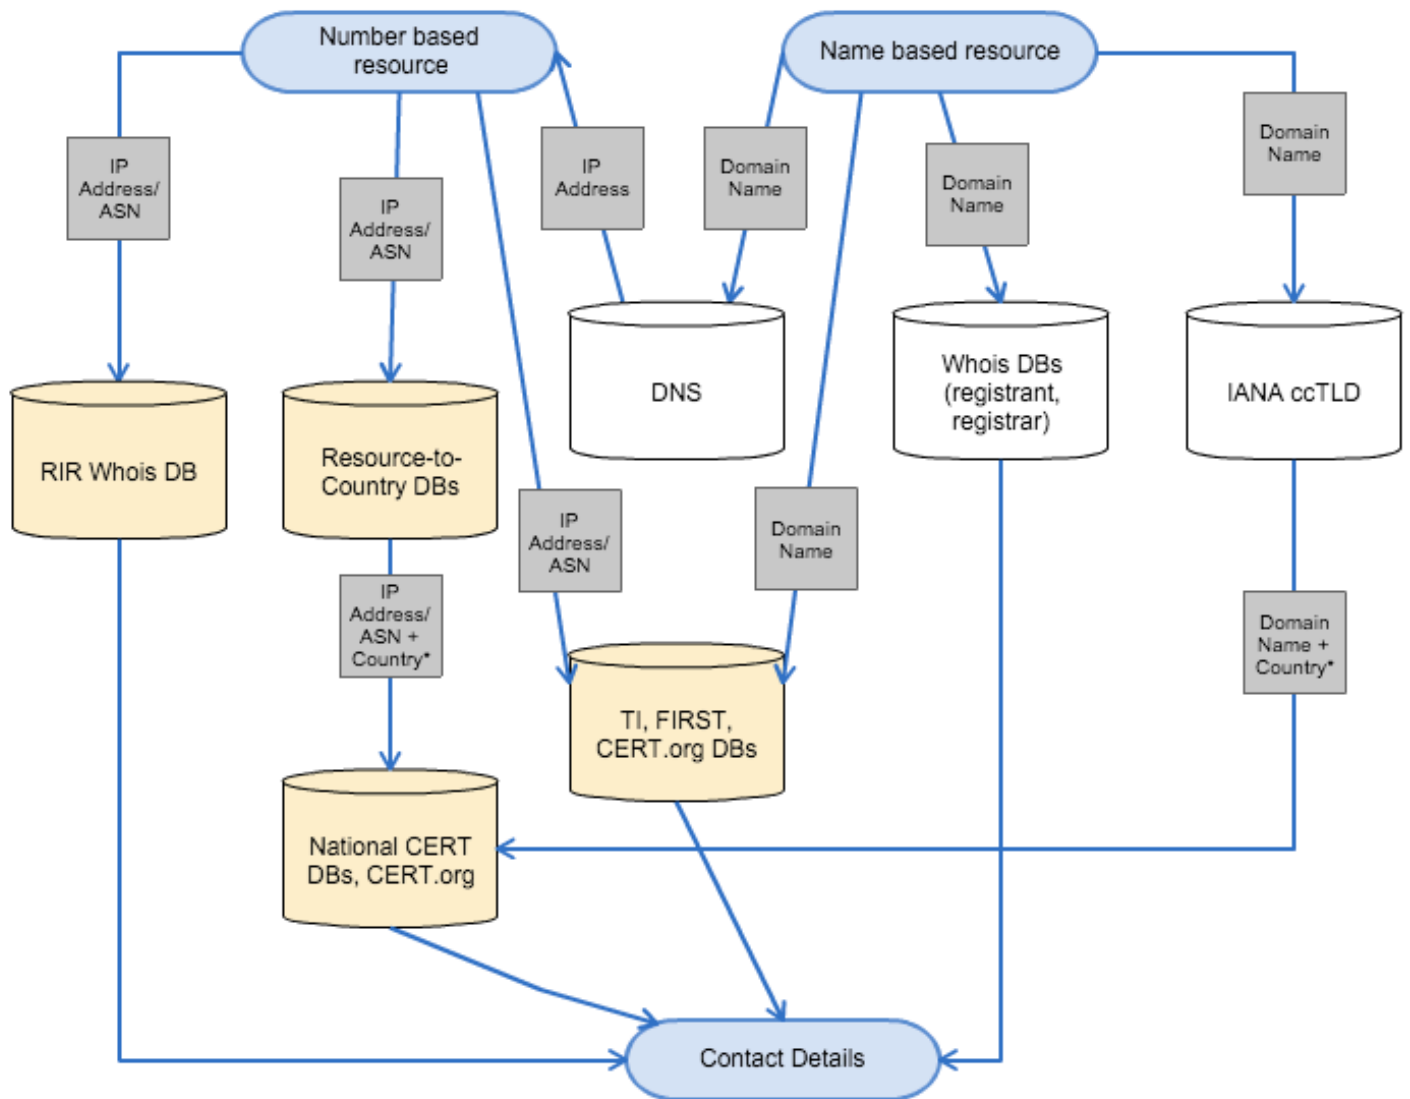 Number based
resource
Name based resource
IP
Address/
ASN
IP
Address/
ASN
IP
Address
Domain
Name
Domain
Name
Domain
Name
RIR Whois DB
Resource-to-
Country DBs
DNS
Whois DBs
(registrant,
registrar)
IANA ccTLD
IP
Address/
ASN
Domain
Name
IP
Address/
ASN +
Country*
Domain
Name +
Country*
TI, FIRST,
CERT.org DBs
National CERT
DBs, CERT.org
Contact Details